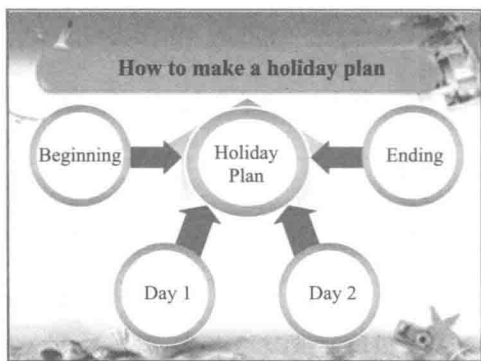 How to make a holiday plan
Beginning
Holiday
Plan
Ending
Day 1
Day 2